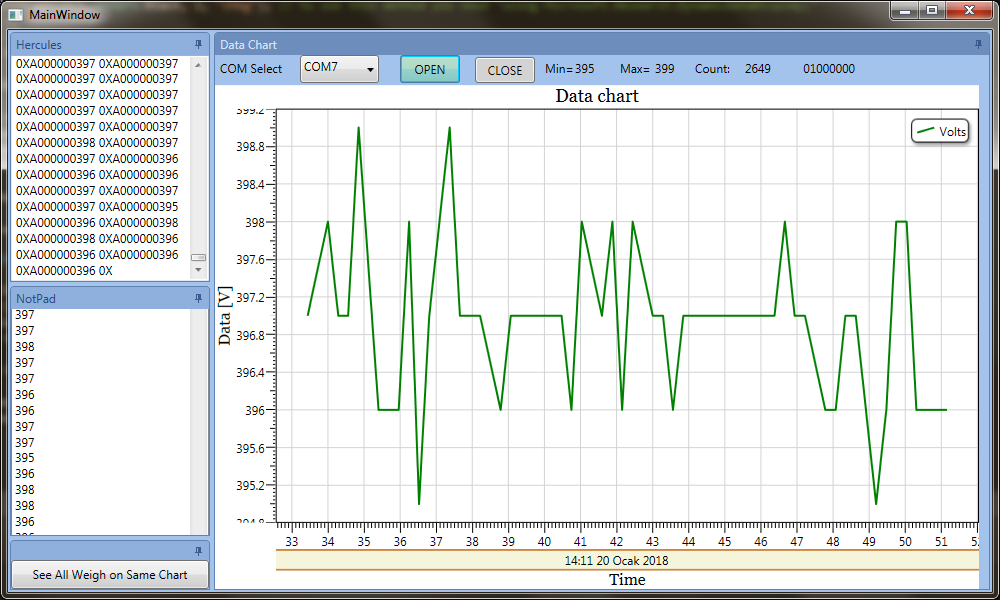 MainWindow
Hercules
0XA000000397 0XA000000397
0XA000000397 0XA000000397
0XA000000397 0XA000000397
0XA000000397 0XA000000397
0XA000000397 0XA000000397
0XA000000398 0XA000000397
0XA000000397 0XA000000396
0XA000000396 0XA000000396
0XA000000397 0XA000000397
0XA000000397 0XA000000395
0XA000000396 0XA000000398
0XA000000398 0XA000000396
0XA000000396 0XA000000396
0XA000000396 0X
NotPad
397
397
398
397
397
396
396
397
397
395
396
398
398
396
396
See All Weigh on Same Chart
Data Chart
COM Select COM7 OPEN CLOSE Min= 395 Max= 399 Count: 2649 01000000
Data chart
Volts
Data [V]
399.2
398.8
398.4
398
397.6
397.2
396.8
396.4
396
395.6
395.2
394.8
33 34 35 36 37 38 39 40 41 42 43 44 45 46 47 48 49 50 51 52
14:11 20 Ocak 2018
Time